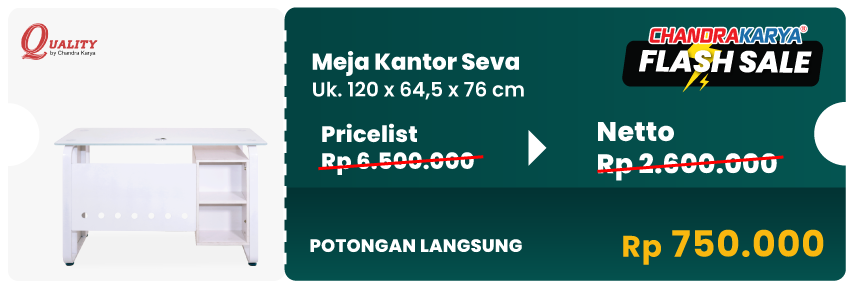 QUALITY
by Chandra Karya
CHANDRAKARYA®
FLASH SALE
Meja Kantor Seva
Uk. 120 x 64,5 x 76 cm
Pricelist
Rp 6.500.000
Netto
Rp 2.600.000
POTONGAN LANGSUNG
Rp 750.000